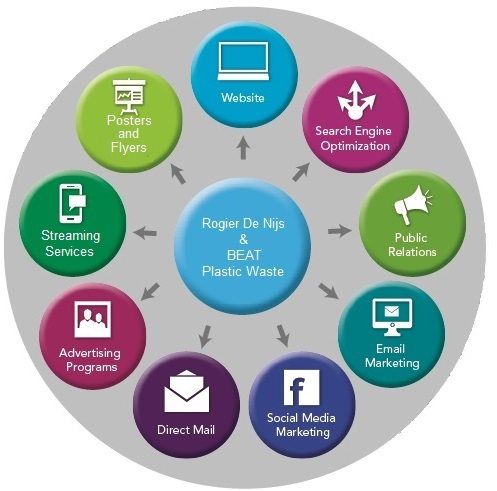 Website
Search Engine
Optimization
Public
Relations
Email
Marketing
Social Media
Marketing
Direct Mail
Advertising
Programs
Streaming
Services
Posters
and
Flyers
Rogier De Nijs
&
BEAT
Plastic Waste